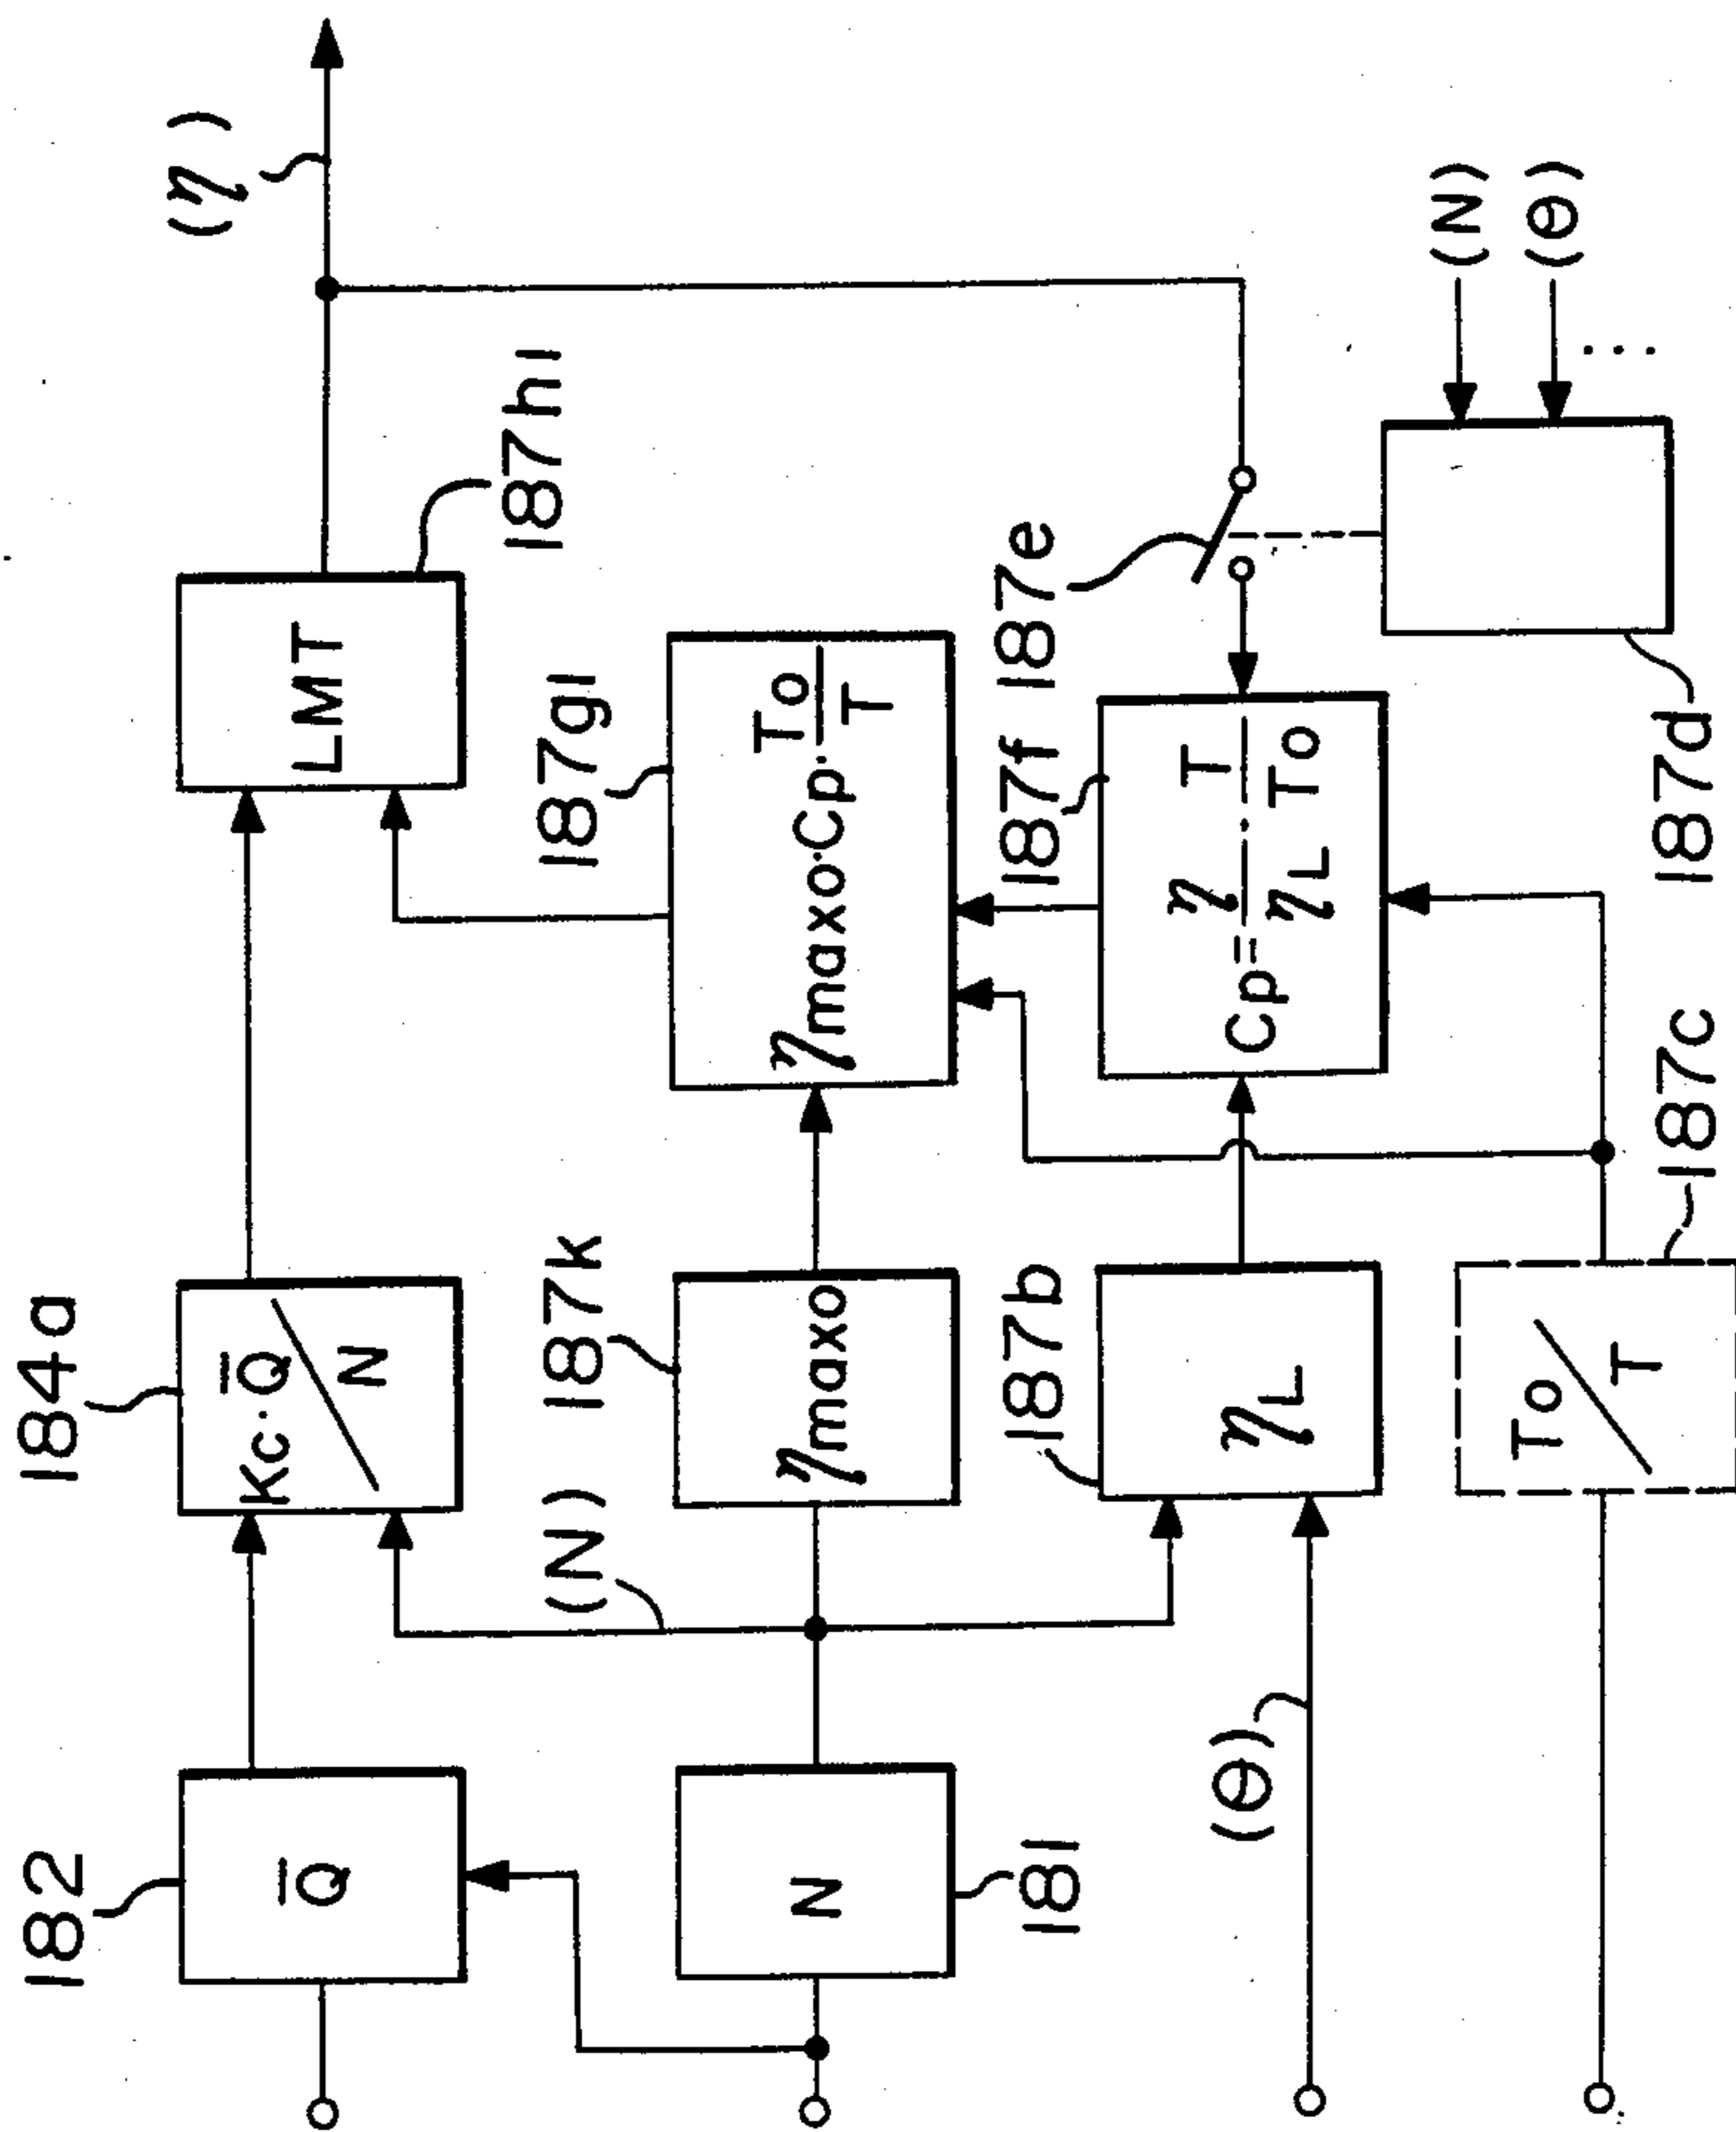 182
Q̄
184a
Kc·Q̄/N
LMT
187h1
(η)
181
N
(N)
187k
ηmaxo
187g1
ηmaxo·Cp·To/T
(θ)
187b
ηL
187f
Cp=η/ηL·T/To
187e
187c
To/T
187d
(N)
(θ)
...